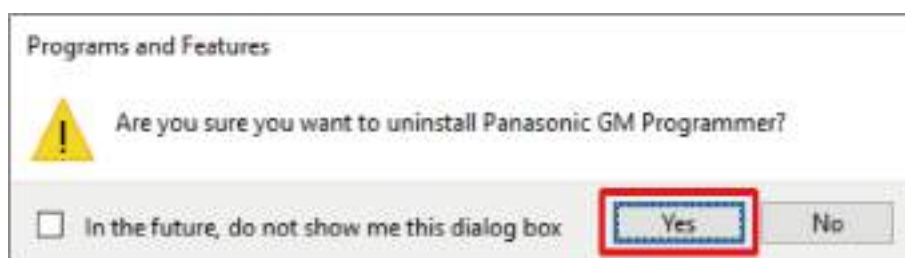 Programs and Features
Are you sure you want to uninstall Panasonic GM Programmer?
In the future, do not show me this dialog box
Yes
No